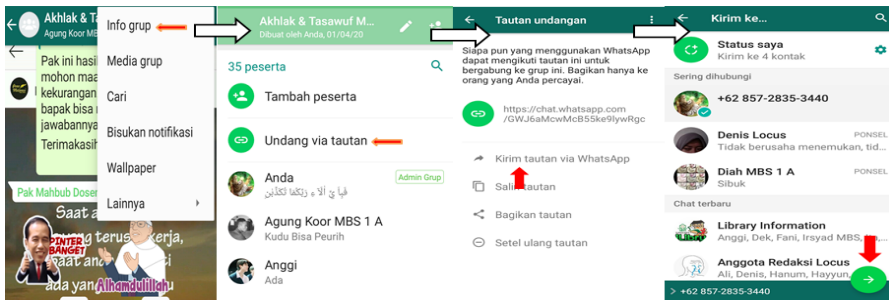 Akhlak & Ta
Agung Koor MB
Info grup
Media grup
Cari
Bisukan notifikasi
Wallpaper
Lainnya
Pak ini hasi
mohon maa
kekurangan
bapak bisa
jawabannya
Terimakasih
Pak Mahbub Dosen
Saat a
terus kerja,
PINTER
BANGET
saat and ci
ada yan u
Alhamdulillah
Akhlak & Tasawuf M...
Dibuat oleh Anda, 01/04/20
35 peserta
Tambah peserta
Undang via tautan
Anda
Admin Grup
Agung Koor MBS 1 A
Kudu Bisa Peurih
Anggi
Ada
Tautan undangan
Siapa pun yang menggunakan WhatsApp
dapat mengikuti tautan ini untuk
bergabung ke grup ini. Bagikan hanya ke
orang yang Anda percayai.
https://chat.whatsapp.com
/GWJ6aMcwMcB55ke9lywRgc
Kirim tautan via WhatsApp
Salin tautan
Bagikan tautan
Setel ulang tautan
Kirim ke...
Status saya
Kirim ke 4 kontak
Sering dihubungi
+62 857-2835-3440
Denis Locus
PONSEL
Tidak berusaha menemukan, tid...
Diah MBS 1 A
PONSEL
Sibuk
Chat terbaru
Library Information
Anggi, Dek, Fani, Irsyad MBS,
Anggota Redaksi Locus
Ali, Denis, Hanum, Hayyun,
> +62 857-2835-3440